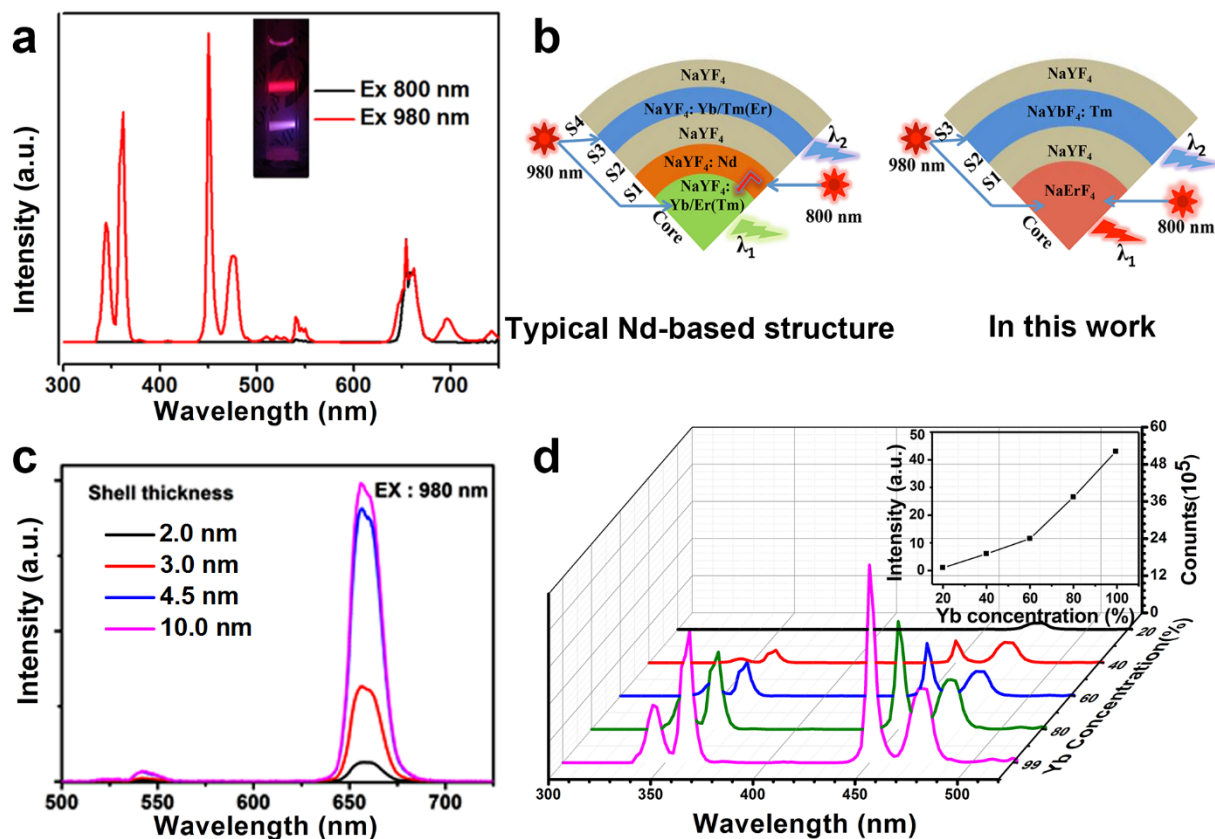 a
Intensity (a.u.)
Ex 800 nm
Ex 980 nm
300 400 500 600 700
Wavelength (nm)
b
NaYF4
NaYF4: Yb/Tm(Er)
NaYF4
NaYF4: Nd
NaYF4:
Yb/Er(Tm)
S4
S3
S2
S1
Core
980 nm
800 nm
λ2
λ1
Typical Nd-based structure
NaYF4
NaYbF4: Tm
NaYF4
NaErF4
S3
S2
S1
Core
980 nm
800 nm
λ2
λ1
In this work
c
Intensity (a.u.)
Shell thickness
EX : 980 nm
2.0 nm
3.0 nm
4.5 nm
10.0 nm
500 550 600 650 700
Wavelength (nm)
d
Intensity (a.u.)
50
40
30
20
10
0
20 40 60 80 100
Yb concentration (%)
60
48
36
24
12
0
Conunts(10^5)
20
40
60
80
99
Yb Concentration(%)
300 350 400 450 500
Wavelength (nm)